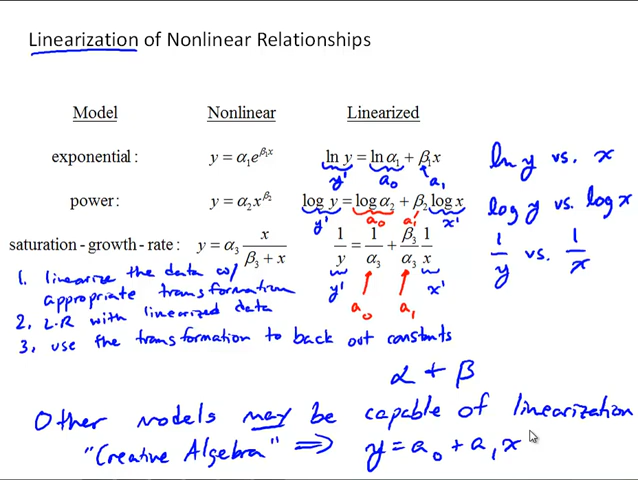 Linearization of Nonlinear Relationships
Model Nonlinear Linearized
exponential: y = α₁e^(β₁x) ln y = ln α₁ + β₁x ln y vs. x
y' a₀ a₁
power: y = α₂x^(β₂) log y = log α₂ + β₂ log x log y vs. log x
y' a₀ a₁ x'
saturation - growth - rate: y = α₃ x/(β₃ + x) 1/y = 1/α₃ + β₃/α₃ 1/x 1/y vs. 1/x
y' a₀ a₁ x'
1. linearize the data w/
appropriate transformation
2. L.R with linearized data
3. use the transformation to back out constants
α + β
Other models may be capable of linearization
"Creative Algebra" ⇒ y = a₀ + a₁x